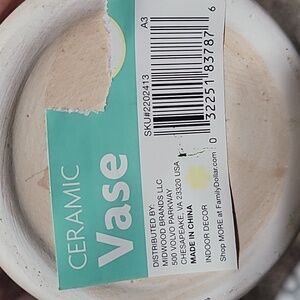 CERAMIC
Vase
A3
SKU#2202413
0 32251 83787 6
DISTRIBUTED BY:
MIDWOOD BRANDS LLC
500 VOLVO PARKWAY
CHESAPEAKE, VA 23320 USA
MADE IN CHINA
INDOOR DECOR
Shop MORE at FamilyDollar.com